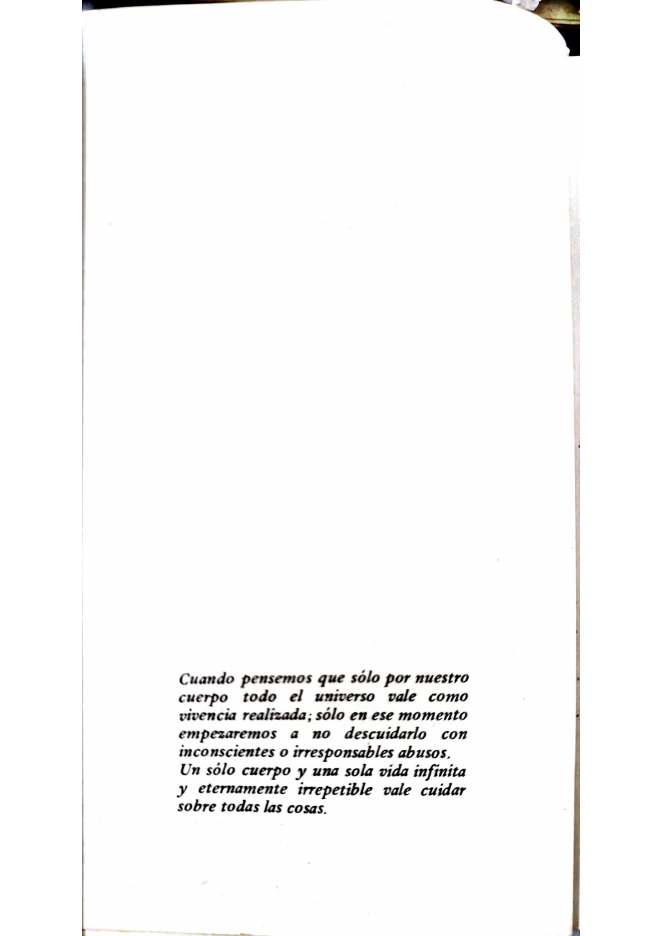 Cuando pensemos que sólo por nuestro
cuerpo todo el universo vale como
vivencia realizada; sólo en ese momento
empezaremos a no descuidarlo con
inconscientes o irresponsables abusos.
Un sólo cuerpo y una sola vida infinita
y eternamente irrepetible vale cuidar
sobre todas las cosas.